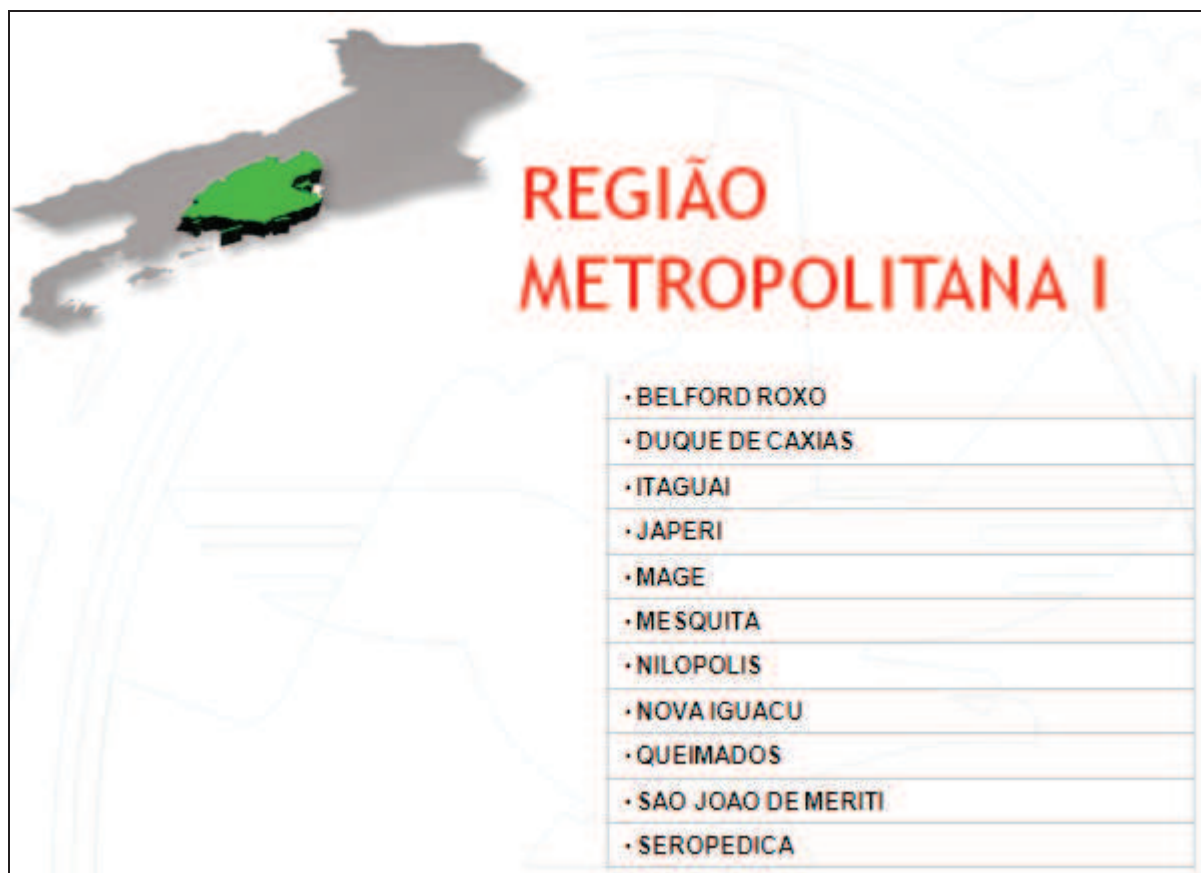 REGIÃO
METROPOLITANA I
• BELFORD ROXO
• DUQUE DE CAXIAS
• ITAGUAI
• JAPERI
• MAGE
• MESQUITA
• NILOPOLIS
• NOVA IGUACU
• QUEIMADOS
• SAO JOAO DE MERITI
• SEROPEDICA